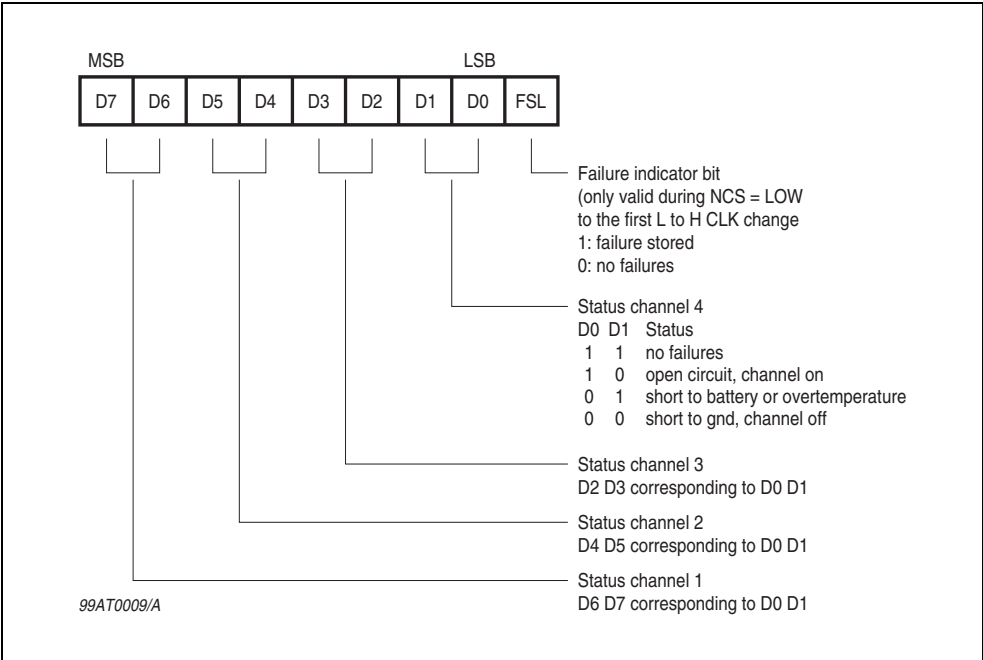 MSB LSB
D7 D6 D5 D4 D3 D2 D1 D0 FSL
Failure indicator bit
(only valid during NCS = LOW
to the first L to H CLK change
1: failure stored
0: no failures
Status channel 4
D0 D1 Status
1 1 no failures
1 0 open circuit, channel on
0 1 short to battery or overtemperature
0 0 short to gnd, channel off
Status channel 3
D2 D3 corresponding to D0 D1
Status channel 2
D4 D5 corresponding to D0 D1
Status channel 1
D6 D7 corresponding to D0 D1
99AT0009/A